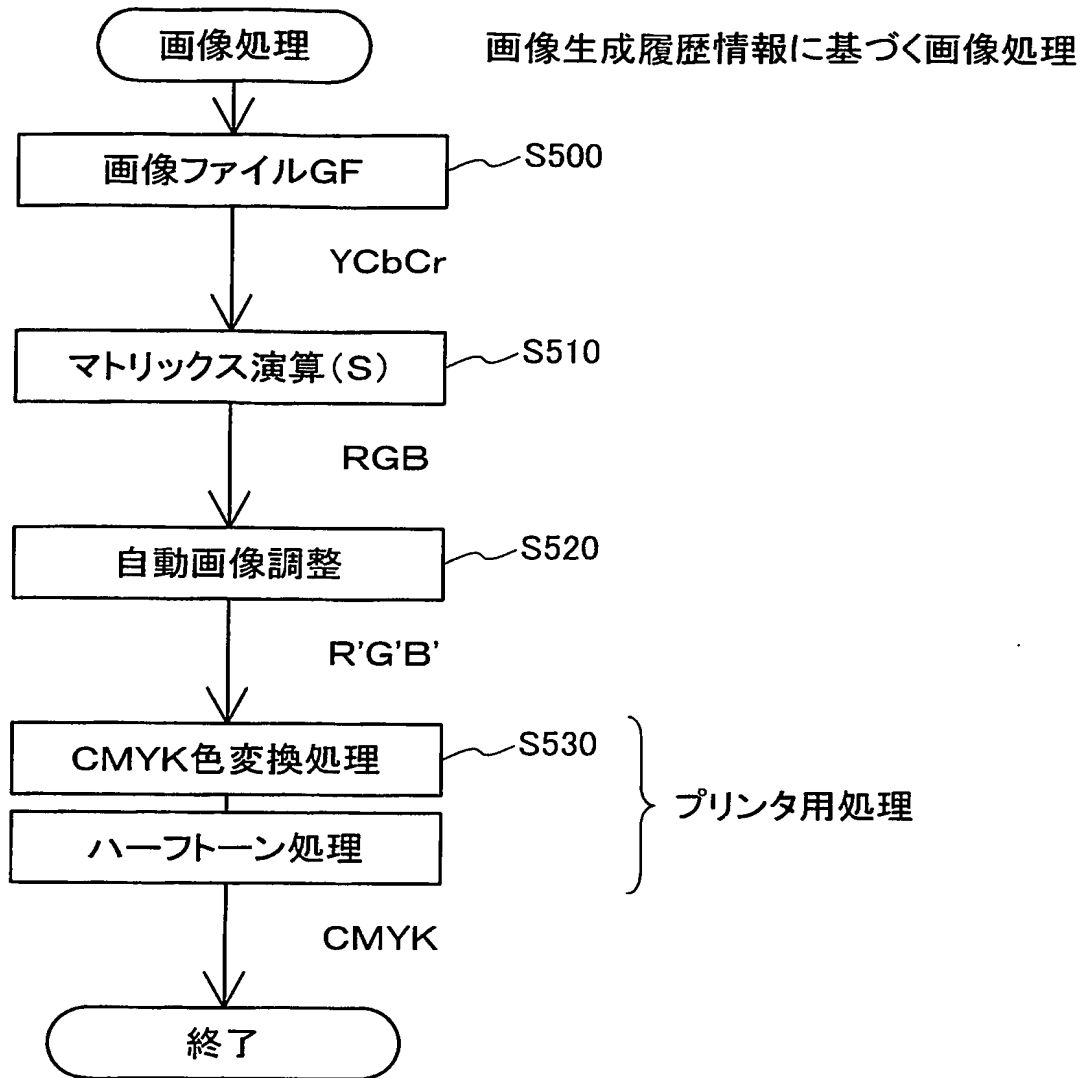 画像処理
画像生成履歴情報に基づく画像処理
画像ファイルGF
S500
YCbCr
マトリックス演算(S)
S510
RGB
自動画像調整
S520
R'G'B'
CMYK色変換処理
S530
ハーフトーン処理
プリンタ用処理
CMYK
終了